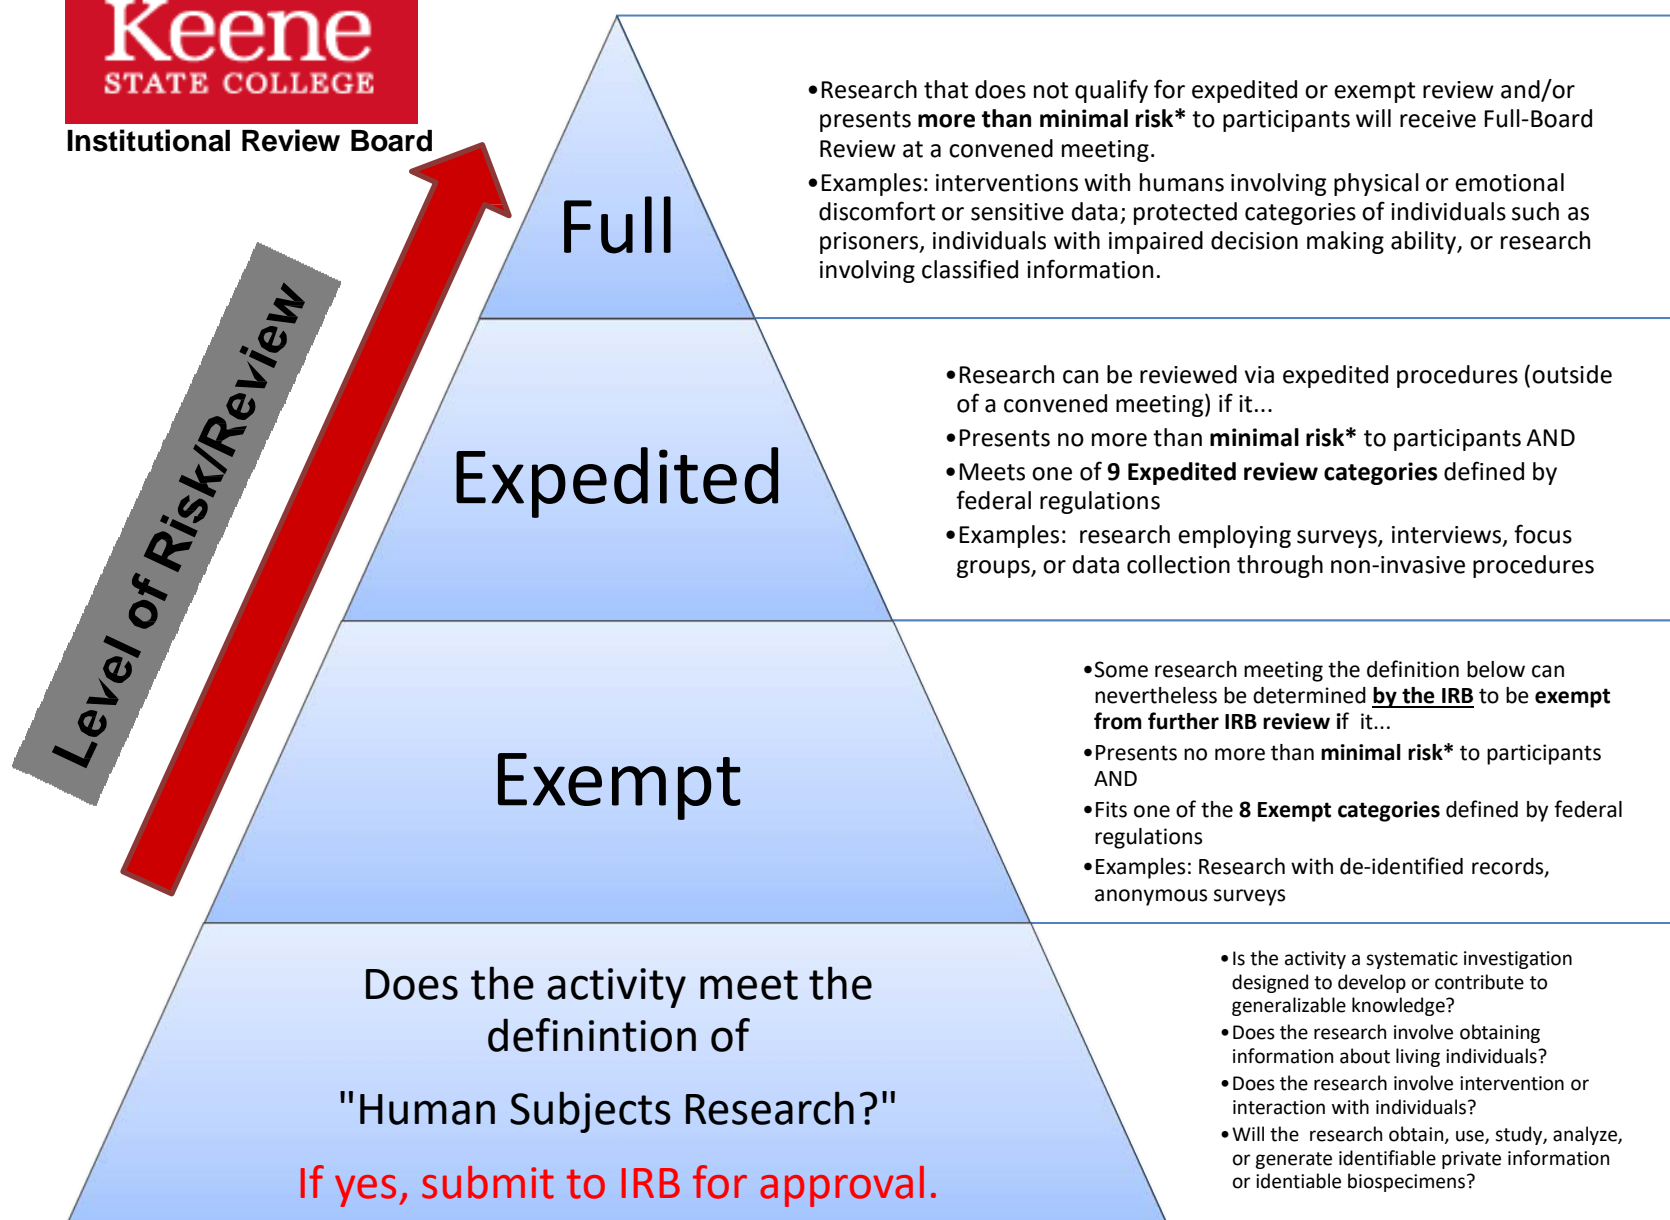 Keene
STATE COLLEGE
Institutional Review Board
Level of Risk/Review
Full
•Research that does not qualify for expedited or exempt review and/or
presents more than minimal risk* to participants will receive Full-Board
Review at a convened meeting.
•Examples: interventions with humans involving physical or emotional
discomfort or sensitive data; protected categories of individuals such as
prisoners, individuals with impaired decision making ability, or research
involving classified information.
Expedited
•Research can be reviewed via expedited procedures (outside
of a convened meeting) if it...
•Presents no more than minimal risk* to participants AND
•Meets one of 9 Expedited review categories defined by
federal regulations
•Examples:  research employing surveys, interviews, focus
groups, or data collection through non-invasive procedures
Exempt
•Some research meeting the definition below can
nevertheless be determined by the IRB to be exempt
from further IRB review if  it...
•Presents no more than minimal risk* to participants
AND
•Fits one of the 8 Exempt categories defined by federal
regulations
•Examples: Research with de-identified records,
anonymous surveys
Does the activity meet the
definintion of
"Human Subjects Research?"
If yes, submit to IRB for approval.
•Is the activity a systematic investigation
designed to develop or contribute to
generalizable knowledge?
•Does the research involve obtaining
information about living individuals?
•Does the research involve intervention or
interaction with individuals?
•Will the  research obtain, use, study, analyze,
or generate identifiable private information
or identiable biospecimens?